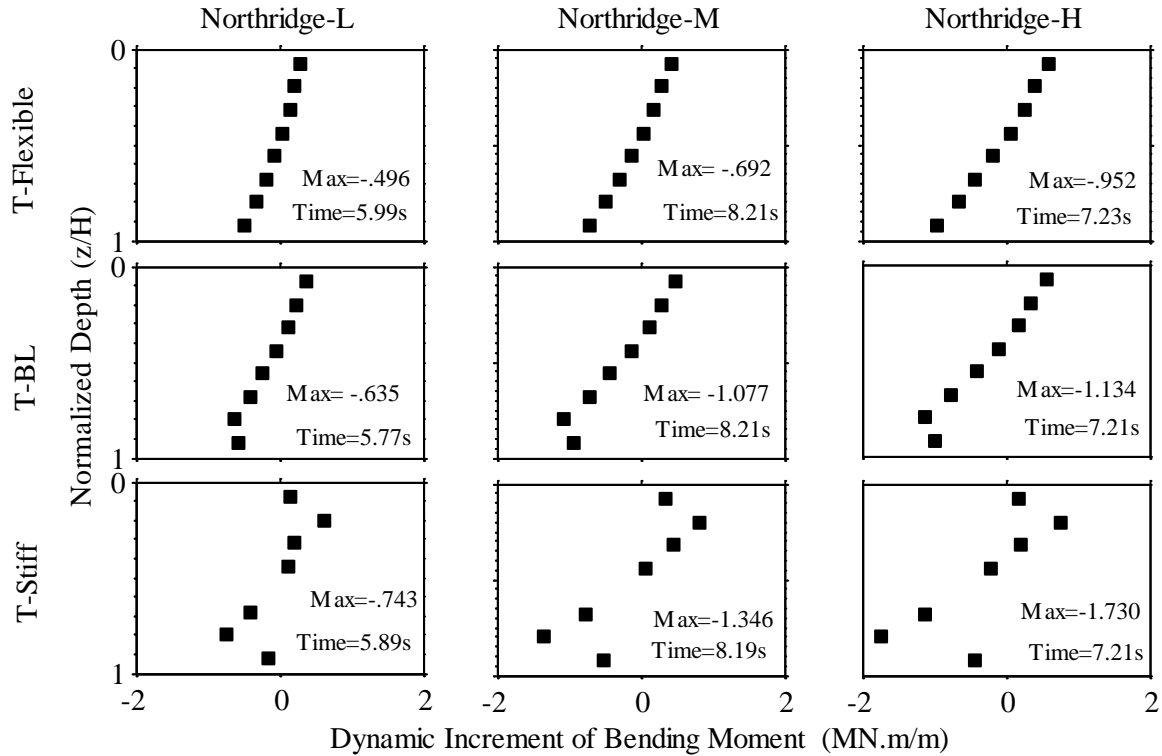 Northridge-L
Northridge-M
Northridge-H
T-Flexible
T-BL
T-Stiff
Normalized Depth (z/H)
0
Max=-.496
Time=5.99s
1
Max=-.692
Time=8.21s
Max=-.952
Time=7.23s
0
Max= -.635
Time=5.77s
1
Max=-1.077
Time=8.21s
Max=-1.134
Time=7.21s
0
Max=-.743
Time=5.89s
1
Max=-1.346
Time=8.19s
Max=-1.730
Time=7.21s
-2 0 2
-2 0 2
-2 0 2
Dynamic Increment of Bending Moment (MN.m/m)